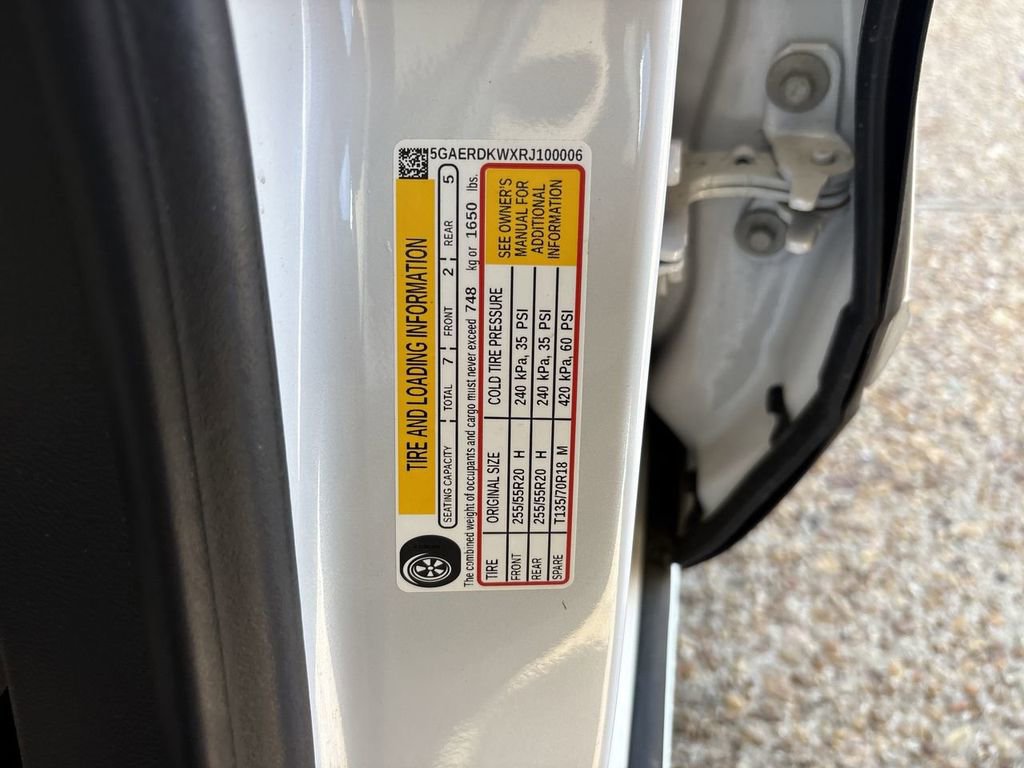 5GAERDKWXRJ100006
TIRE AND LOADING INFORMATION
SEATING CAPACITY TOTAL 7 FRONT 2 REAR 5
The combined weight of occupants and cargo must never exceed 748 kg or 1650 lbs.
TIRE ORIGINAL SIZE COLD TIRE PRESSURE
FRONT 255/55R20 H 240 kPa, 35 PSI
REAR 255/55R20 H 240 kPa, 35 PSI
SPARE T135/70R18 M 420 kPa, 60 PSI
SEE OWNER'S
MANUAL FOR
ADDITIONAL
INFORMATION